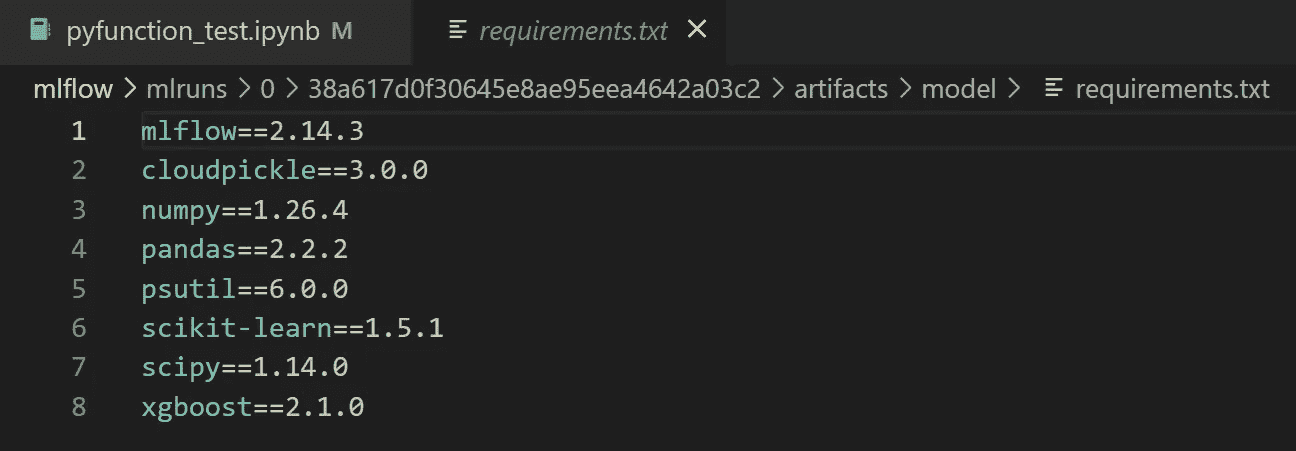 pyfunction_test.ipynb M requirements.txt ×
mlflow > mlruns > 0 > 38a617d0f30645e8ae95eea4642a03c2 > artifacts > model > requirements.txt
1 mlflow==2.14.3
2 cloudpickle==3.0.0
3 numpy==1.26.4
4 pandas==2.2.2
5 psutil==6.0.0
6 scikit-learn==1.5.1
7 scipy==1.14.0
8 xgboost==2.1.0